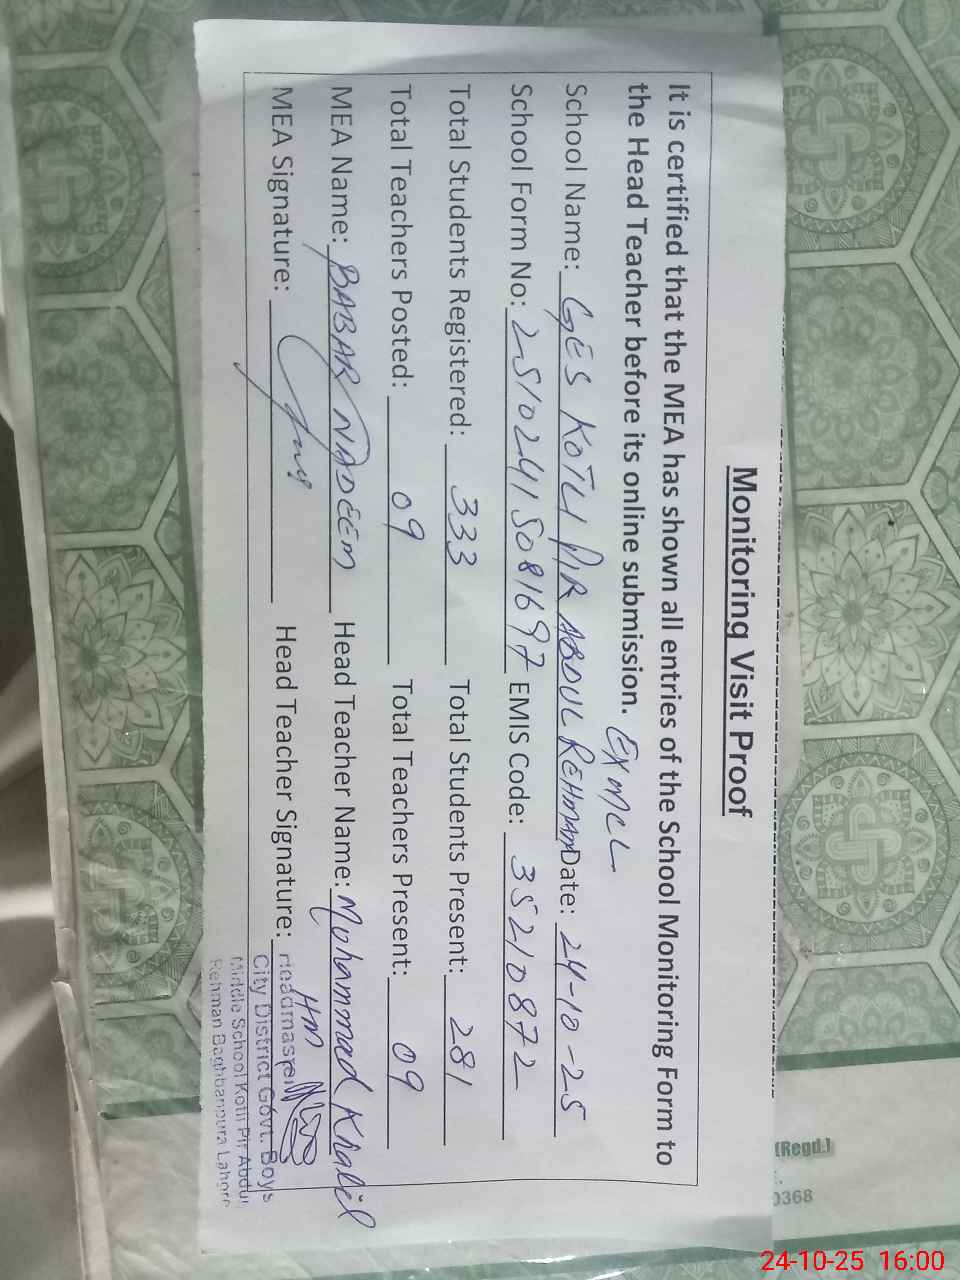 Monitoring Visit Proof
It is certified that the MEA has shown all entries of the School Monitoring Form to
the Head Teacher before its online submission. EXMCL
School Name: GES KOTLI PIR ABDUL REHMAN Date: 24-10-25
School Form No: 25102415081697 EMIS Code: 35210872
Total Students Registered: 333 Total Students Present: 281
Total Teachers Posted: 09 Total Teachers Present: 09
MEA Name: BABAR NADEEM Head Teacher Name: Mohammad Khalil
MEA Signature: Head Teacher Signature: HM
Headmaster
City District Govt. Boys
Middle School Kotli Pir Abdul
Rehman Baghbanpura Lahore
(Regd.)
0368
24-10-25 16:00